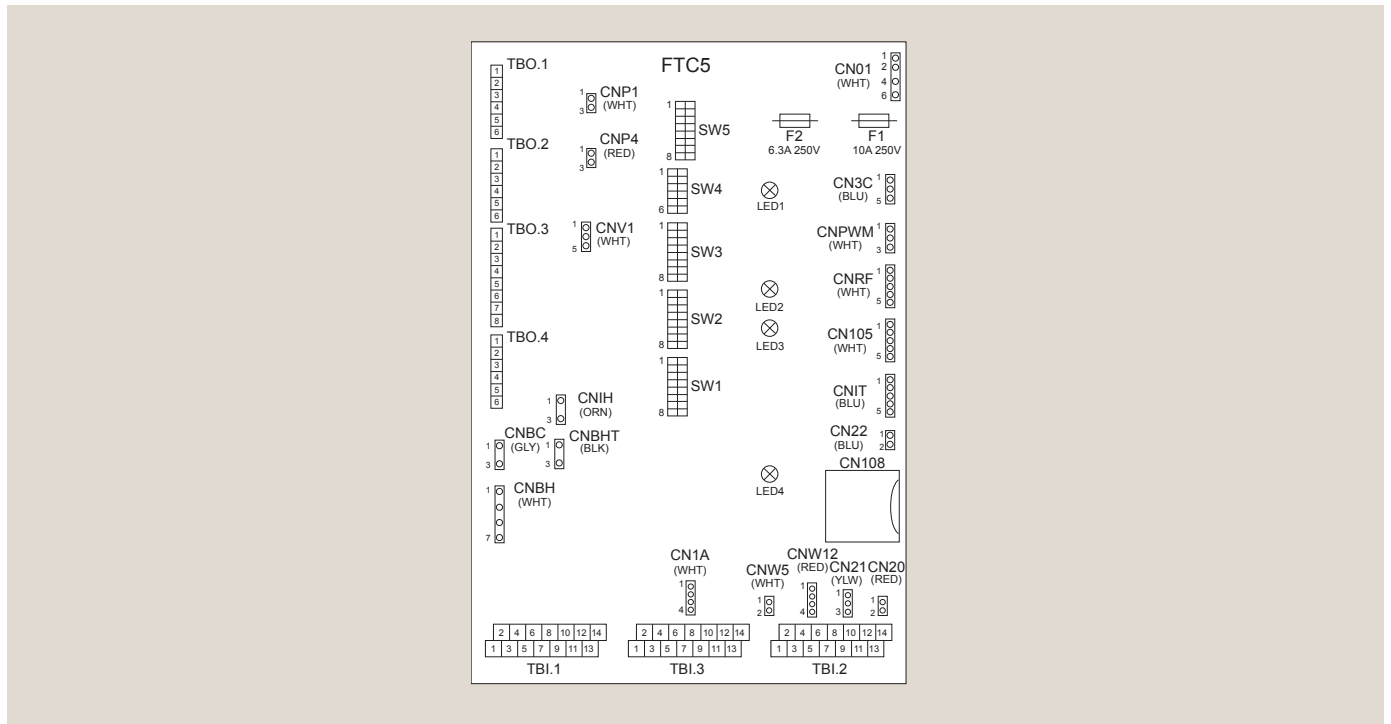 FTC5
TBO.1
1
2
3
4
5
6
CNP1
(WHT)
1
3
TBO.2
1
2
3
4
5
6
CNP4
(RED)
1
3
TBO.3
1
2
3
4
5
6
7
8
CNV1
(WHT)
1
5
TBO.4
1
2
3
4
5
6
CNIH
(ORN)
1
3
CNBC
(GLY)
1
3
CNBHT
(BLK)
1
3
CNBH
(WHT)
1
7
1
SW5
8
1
SW4
6
1
SW3
8
1
SW2
8
1
SW1
8
CN01
(WHT)
1
2
4
6
F2
6.3A 250V
F1
10A 250V
LED1
LED2
LED3
LED4
CN3C
(BLU)
1
5
CNPWM
(WHT)
1
3
CNRF
(WHT)
1
5
CN105
(WHT)
1
5
CNIT
(BLU)
1
5
CN22
(BLU)
1
2
CN108
CN1A
(WHT)
1
4
CNW5
(WHT)
1
2
CNW12
(RED)
1
4
CN21
(YLW)
1
3
CN20
(RED)
1
2
2 4 6 8 10 12 14
1 3 5 7 9 11 13
TBI.1
2 4 6 8 10 12 14
1 3 5 7 9 11 13
TBI.3
2 4 6 8 10 12 14
1 3 5 7 9 11 13
TBI.2